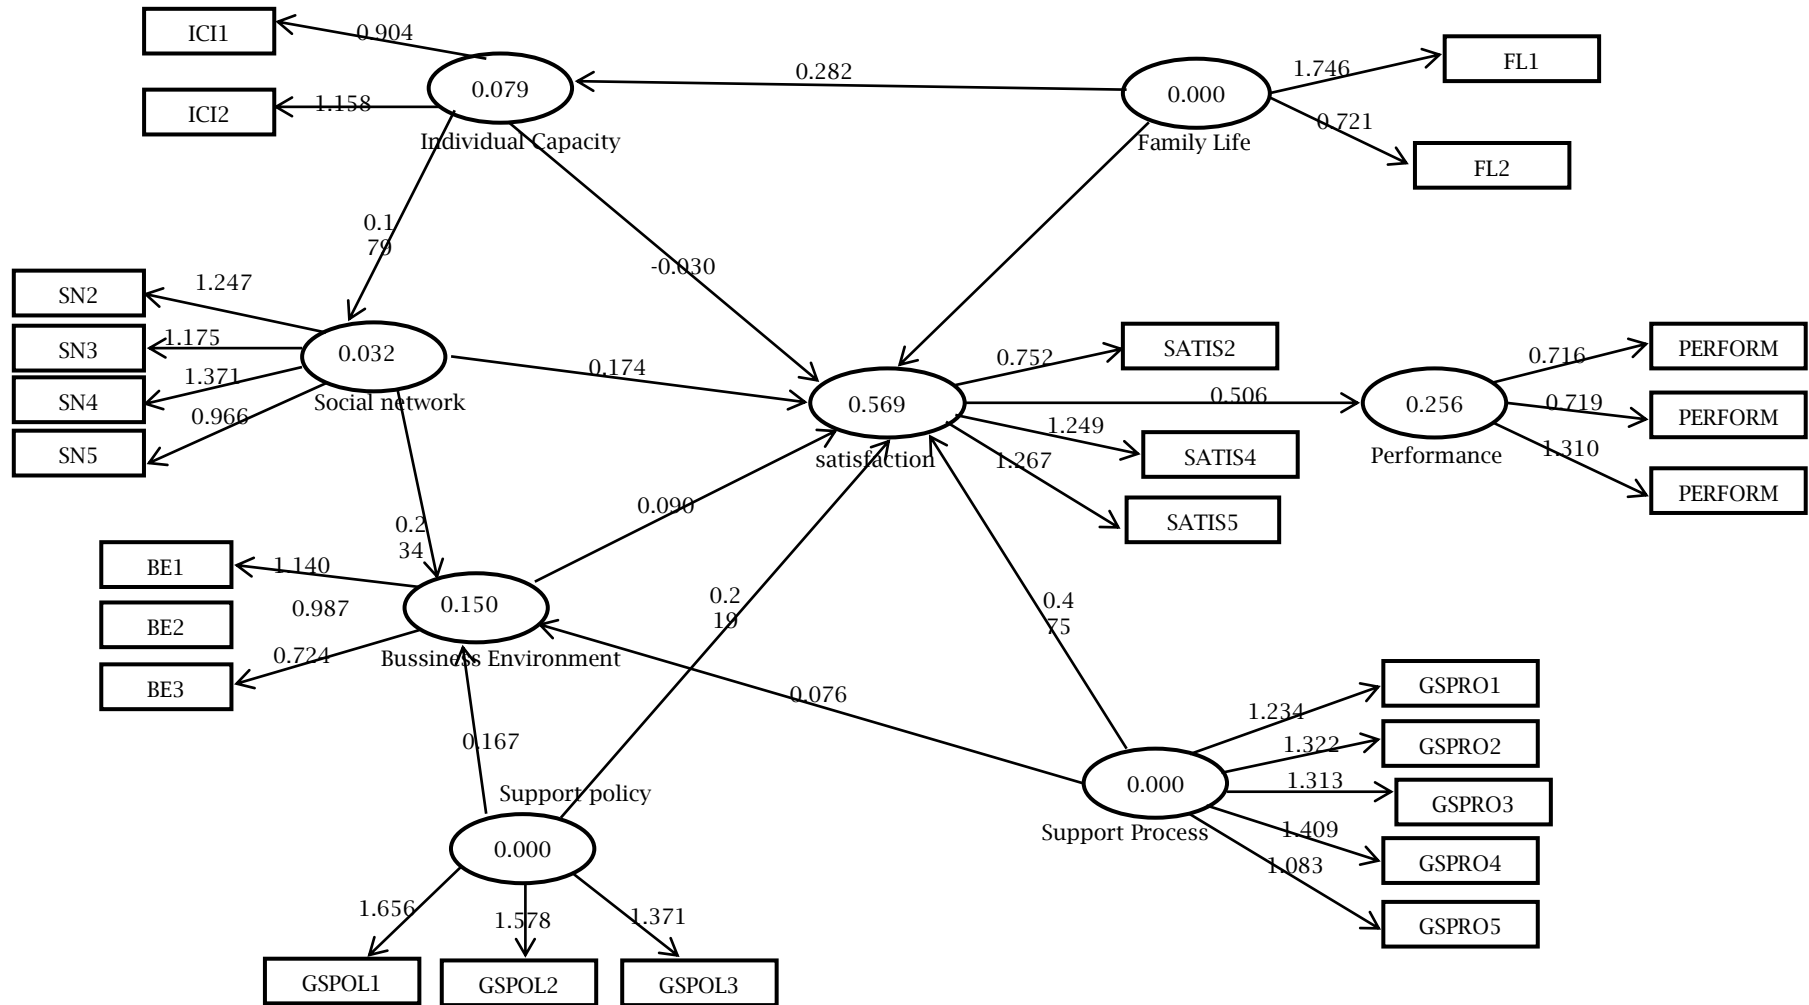 ICI1
0.904
0.079
ICI2
1.158
Individual Capacity
0.282
0.000
Family Life
1.746
FL1
0.721
FL2
0.1
79
-0.030
SN2
1.247
SN3
1.175
SN4
1.371
SN5
0.966
0.032
Social network
0.174
0.569
satisfaction
0.752
SATIS2
1.249
SATIS4
1.267
SATIS5
0.506
0.256
Performance
0.716
PERFORM
0.719
PERFORM
1.310
PERFORM
0.2
34
0.090
BE1
1.140
BE2
0.987
BE3
0.724
0.150
Bussiness Environment
0.2
19
0.4
75
0.076
0.167
Support policy
0.000
1.656
1.578
1.371
GSPOL1
GSPOL2
GSPOL3
0.000
Support Process
1.234
GSPRO1
1.322
GSPRO2
1.313
GSPRO3
1.409
GSPRO4
1.083
GSPRO5